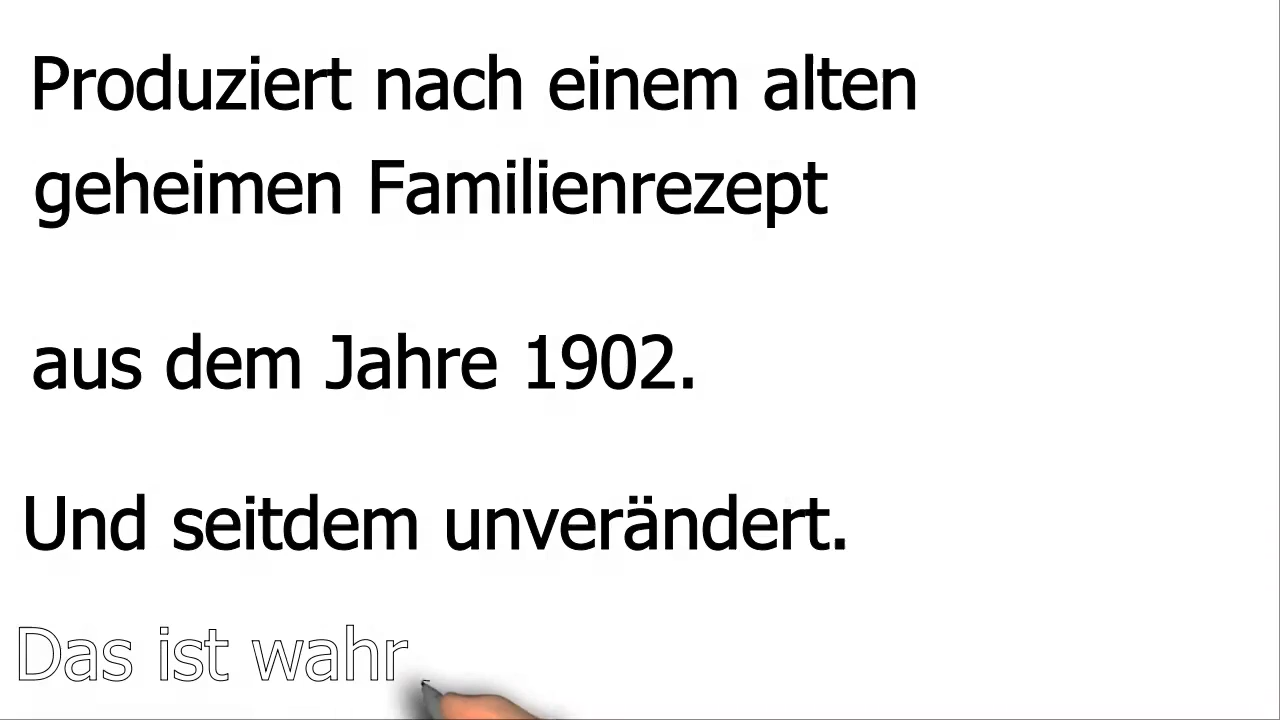 Produziert nach einem alten
geheimen Familienrezept
aus dem Jahre 1902.
Und seitdem unverändert.
Das ist wahr